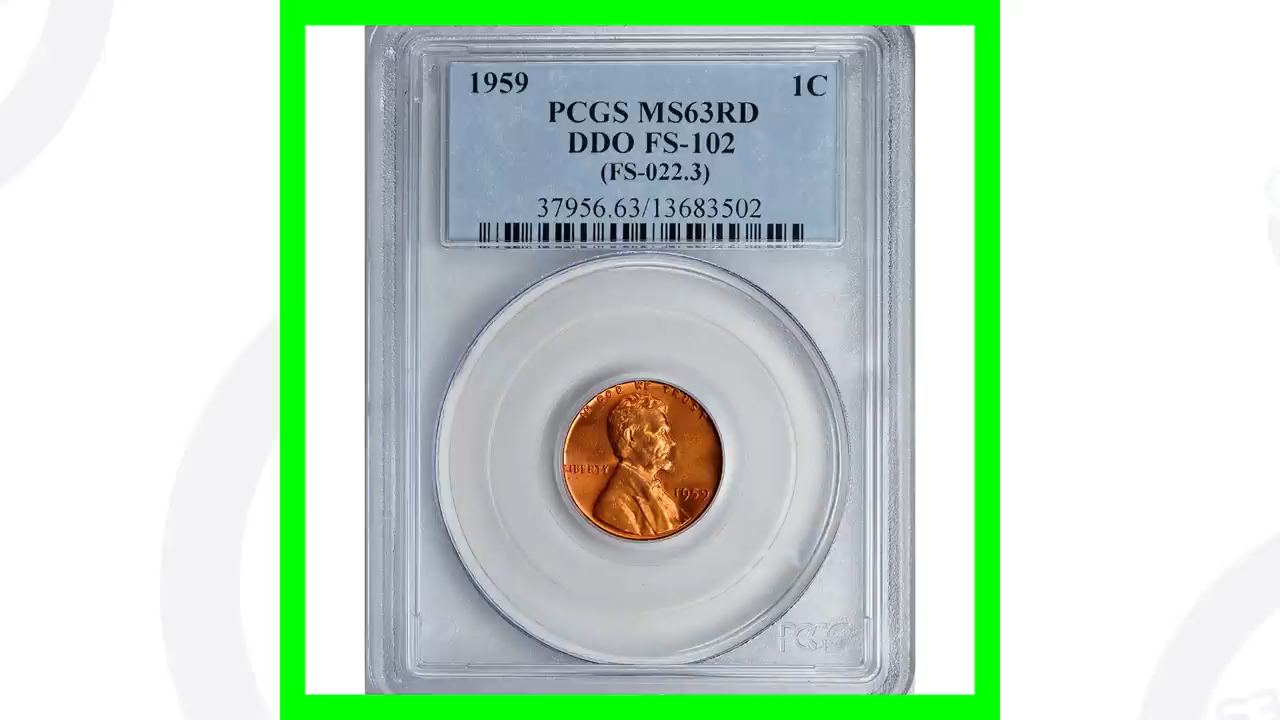 1959 1C
PCGS MS63RD
DDO FS-102
(FS-022.3)
37956.63/13683502
IN GOD WE TRUST
LIBERTY
1959
PCGS